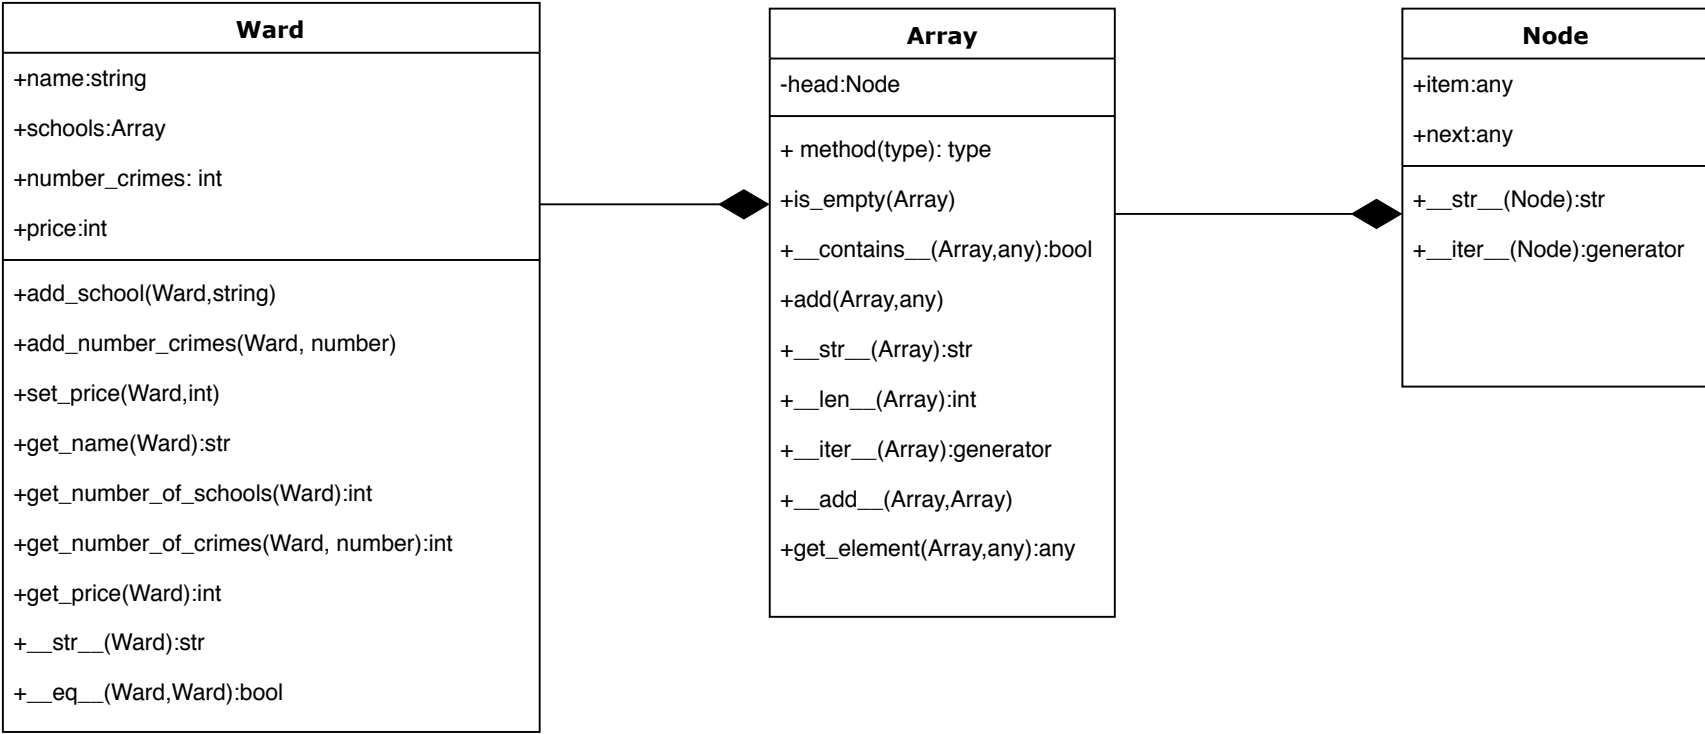 Ward
+name:string
+schools:Array
+number_crimes: int
+price:int
+add_school(Ward,string)
+add_number_crimes(Ward, number)
+set_price(Ward,int)
+get_name(Ward):str
+get_number_of_schools(Ward):int
+get_number_of_crimes(Ward, number):int
+get_price(Ward):int
+__str__(Ward):str
+__eq__(Ward,Ward):bool
Array
-head:Node
+ method(type): type
+is_empty(Array)
+__contains__(Array,any):bool
+add(Array,any)
+__str__(Array):str
+__len__(Array):int
+__iter__(Array):generator
+__add__(Array,Array)
+get_element(Array,any):any
Node
+item:any
+next:any
+__str__(Node):str
+__iter__(Node):generator